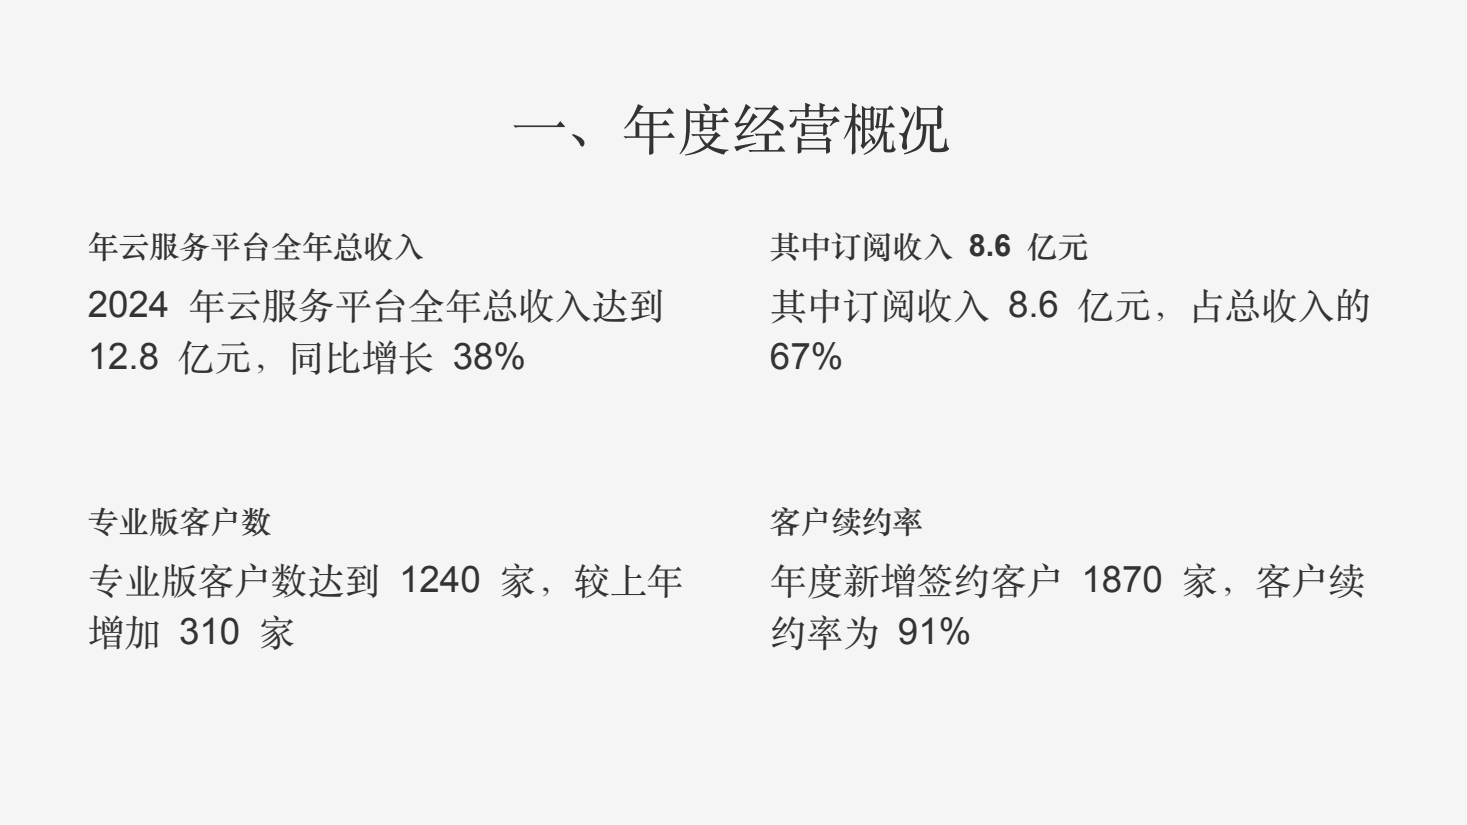 一、年度经营概况
年云服务平台全年总收入
2024 年云服务平台全年总收入达到
12.8 亿元，同比增长 38%
其中订阅收入 8.6 亿元
其中订阅收入 8.6 亿元，占总收入的
67%
专业版客户数
专业版客户数达到 1240 家，较上年
增加 310 家
客户续约率
年度新增签约客户 1870 家，客户续
约率为 91%